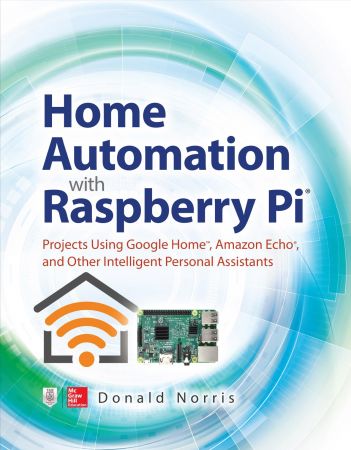 Home
Automation
with
Raspberry Pi®
Projects Using Google Home™, Amazon Echo®,
and Other Intelligent Personal Assistants
Mc
Graw
Hill
Education
Donald Norris